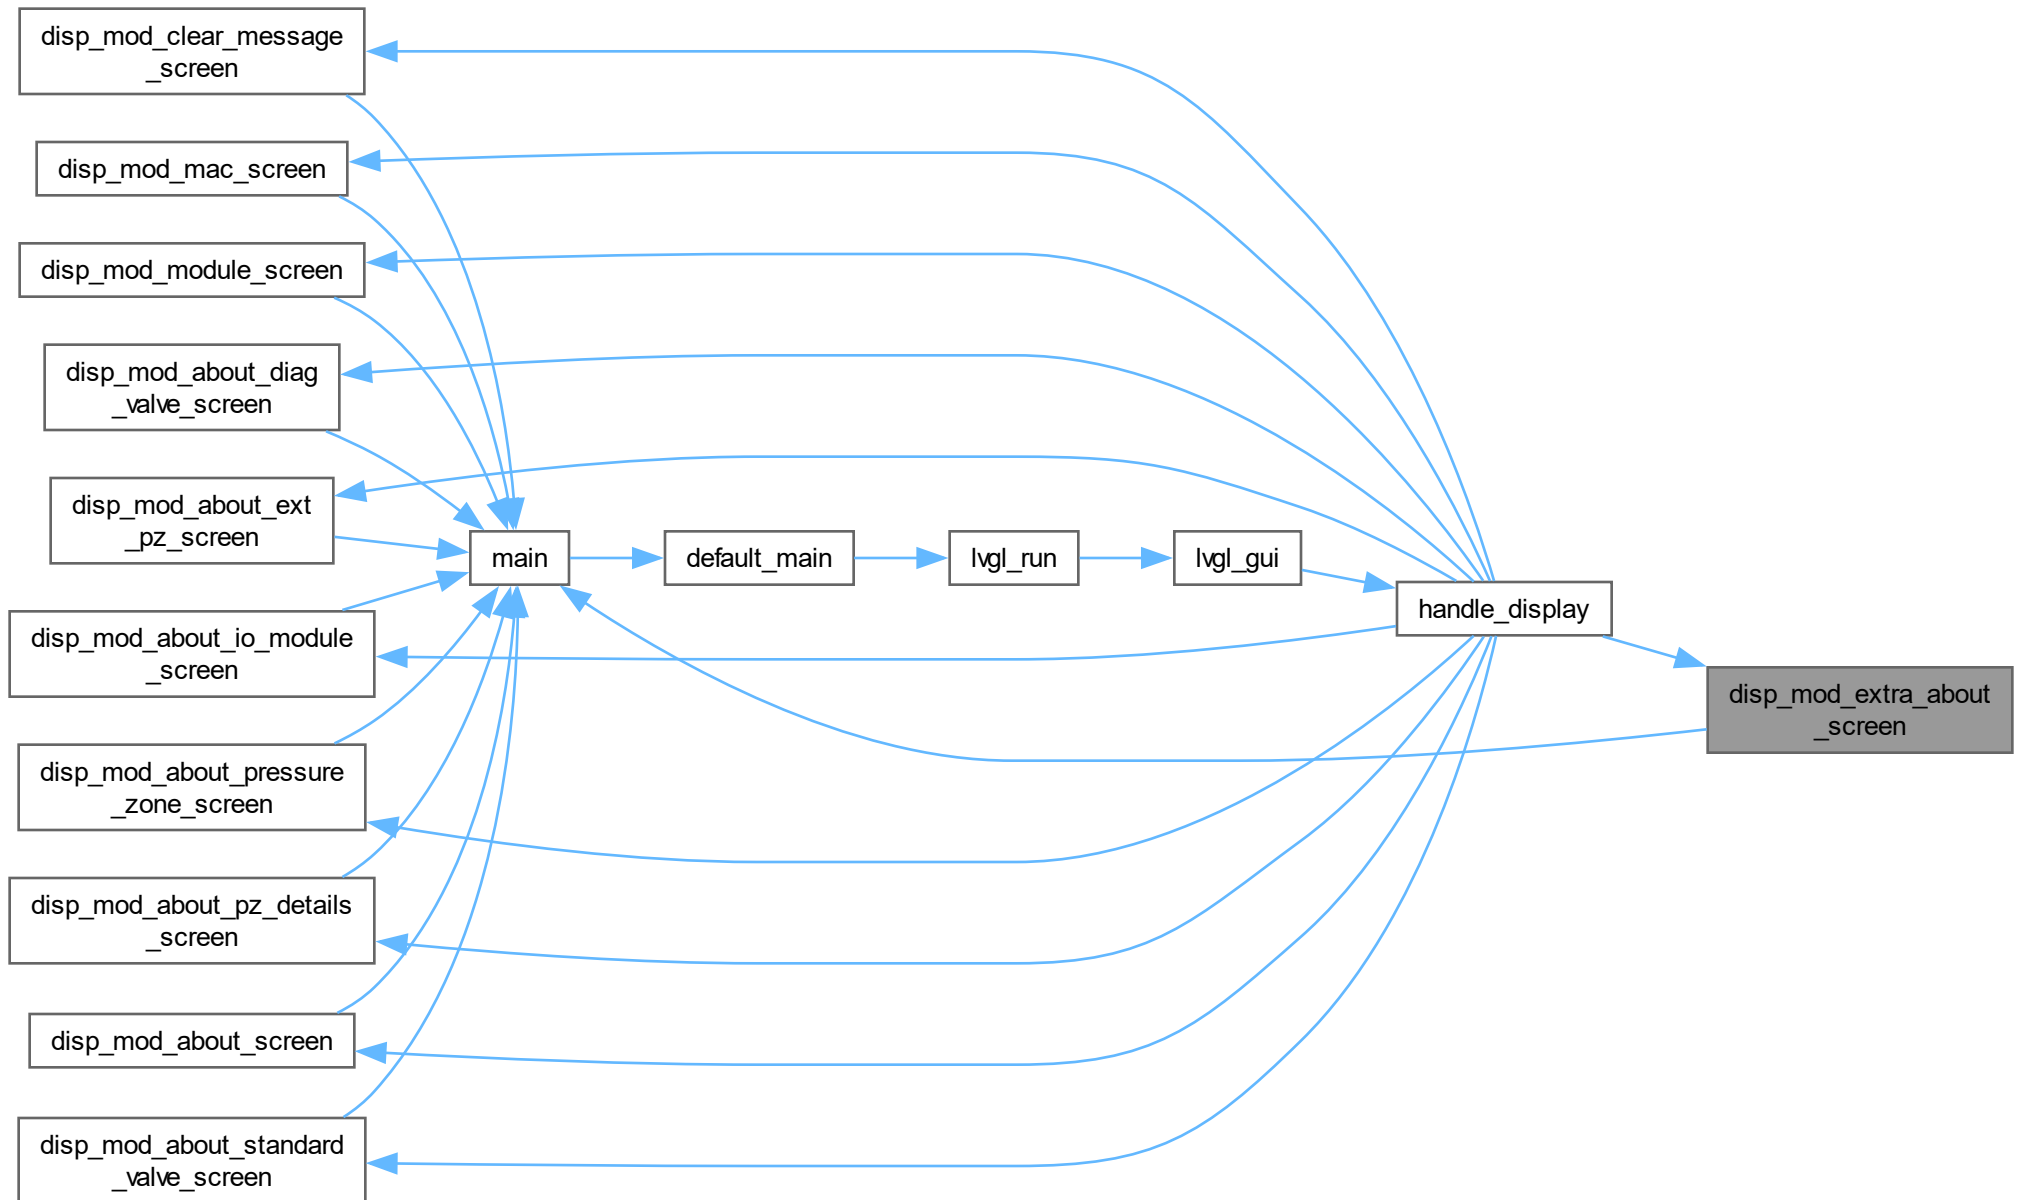 disp_mod_clear_message
_screen
disp_mod_mac_screen
disp_mod_module_screen
disp_mod_about_diag
_valve_screen
disp_mod_about_ext
_pz_screen
disp_mod_about_io_module
_screen
disp_mod_about_pressure
_zone_screen
disp_mod_about_pz_details
_screen
disp_mod_about_screen
disp_mod_about_standard
_valve_screen
main
default_main
lvgl_run
lvgl_gui
handle_display
disp_mod_extra_about
_screen